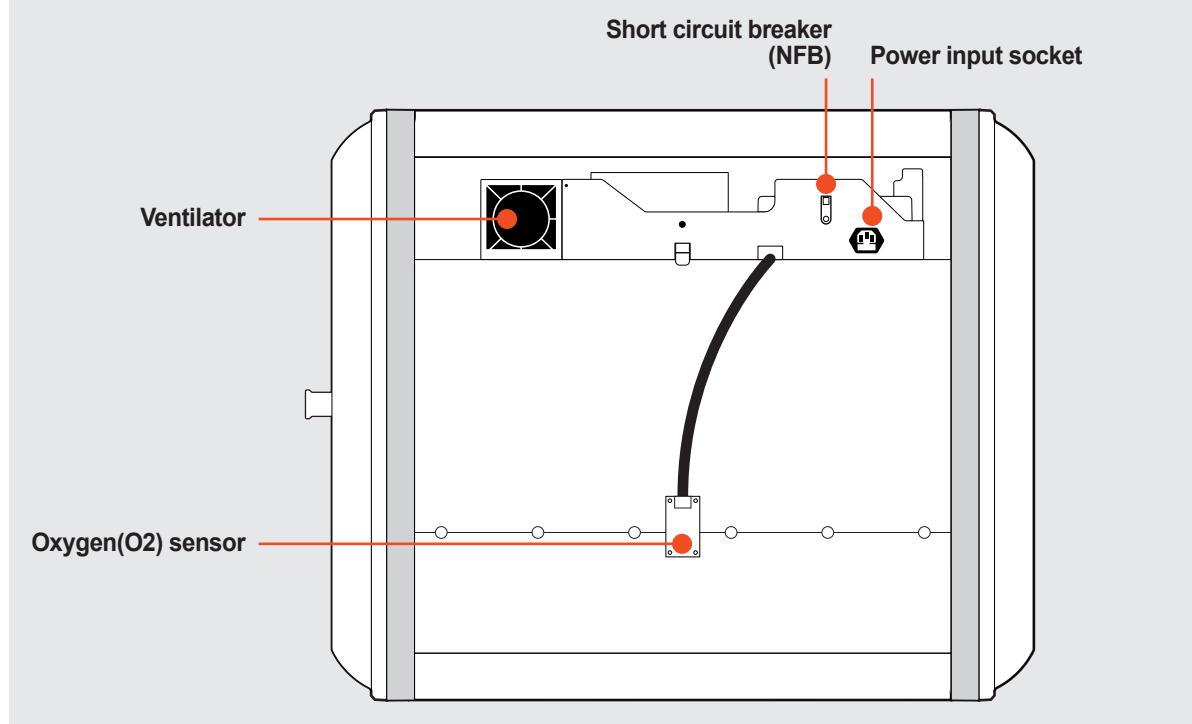 Short circuit breaker
(NFB)
Power input socket
Ventilator
Oxygen(O2) sensor